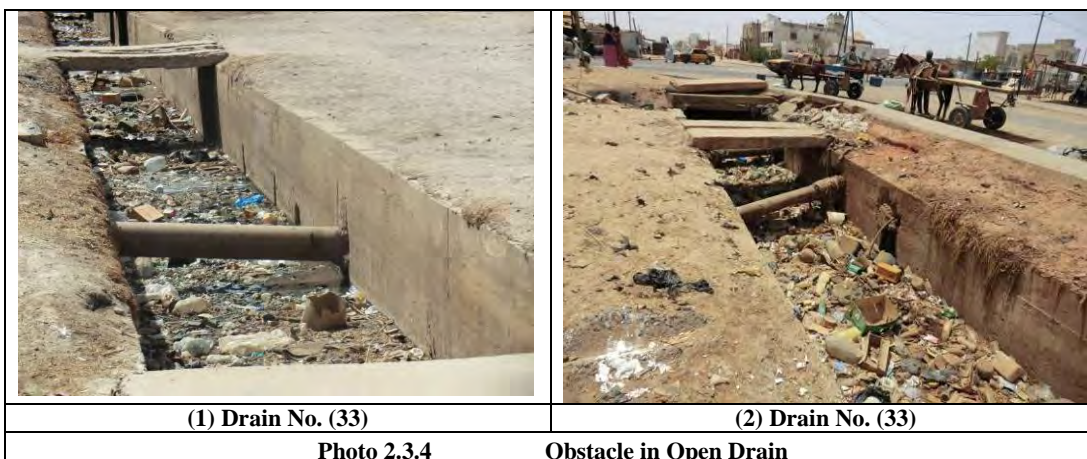 (1) Drain No. (33)
(2) Drain No. (33)
Photo 2.3.4 Obstacle in Open Drain